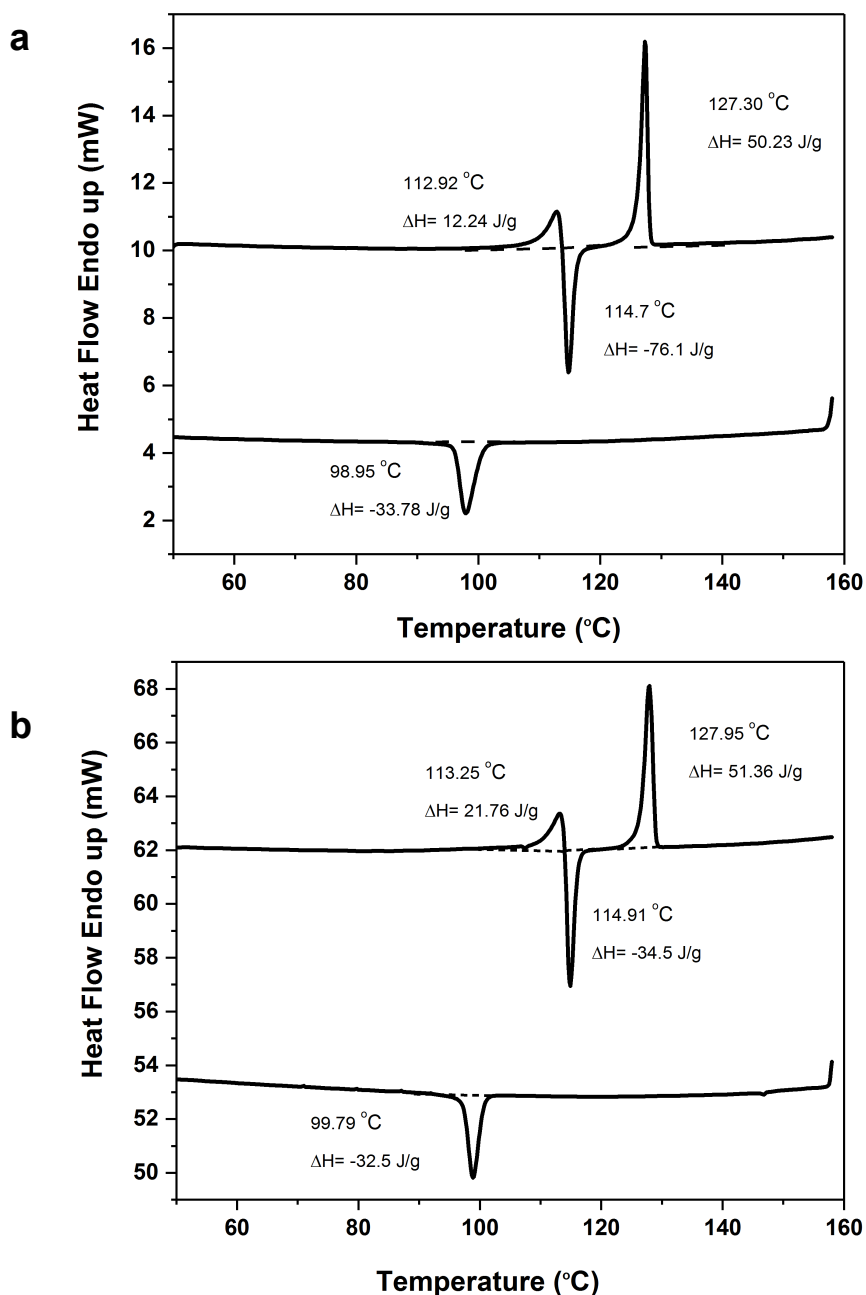 a
Heat Flow Endo up (mW)
16
14
12
10
8
6
4
2
127.30 °C
ΔH= 50.23 J/g
112.92 °C
ΔH= 12.24 J/g
114.7 °C
ΔH= -76.1 J/g
98.95 °C
ΔH= -33.78 J/g
60 80 100 120 140 160
Temperature (°C)
b
Heat Flow Endo up (mW)
68
66
64
62
60
58
56
54
52
50
127.95 °C
ΔH= 51.36 J/g
113.25 °C
ΔH= 21.76 J/g
114.91 °C
ΔH= -34.5 J/g
99.79 °C
ΔH= -32.5 J/g
60 80 100 120 140 160
Temperature (°C)